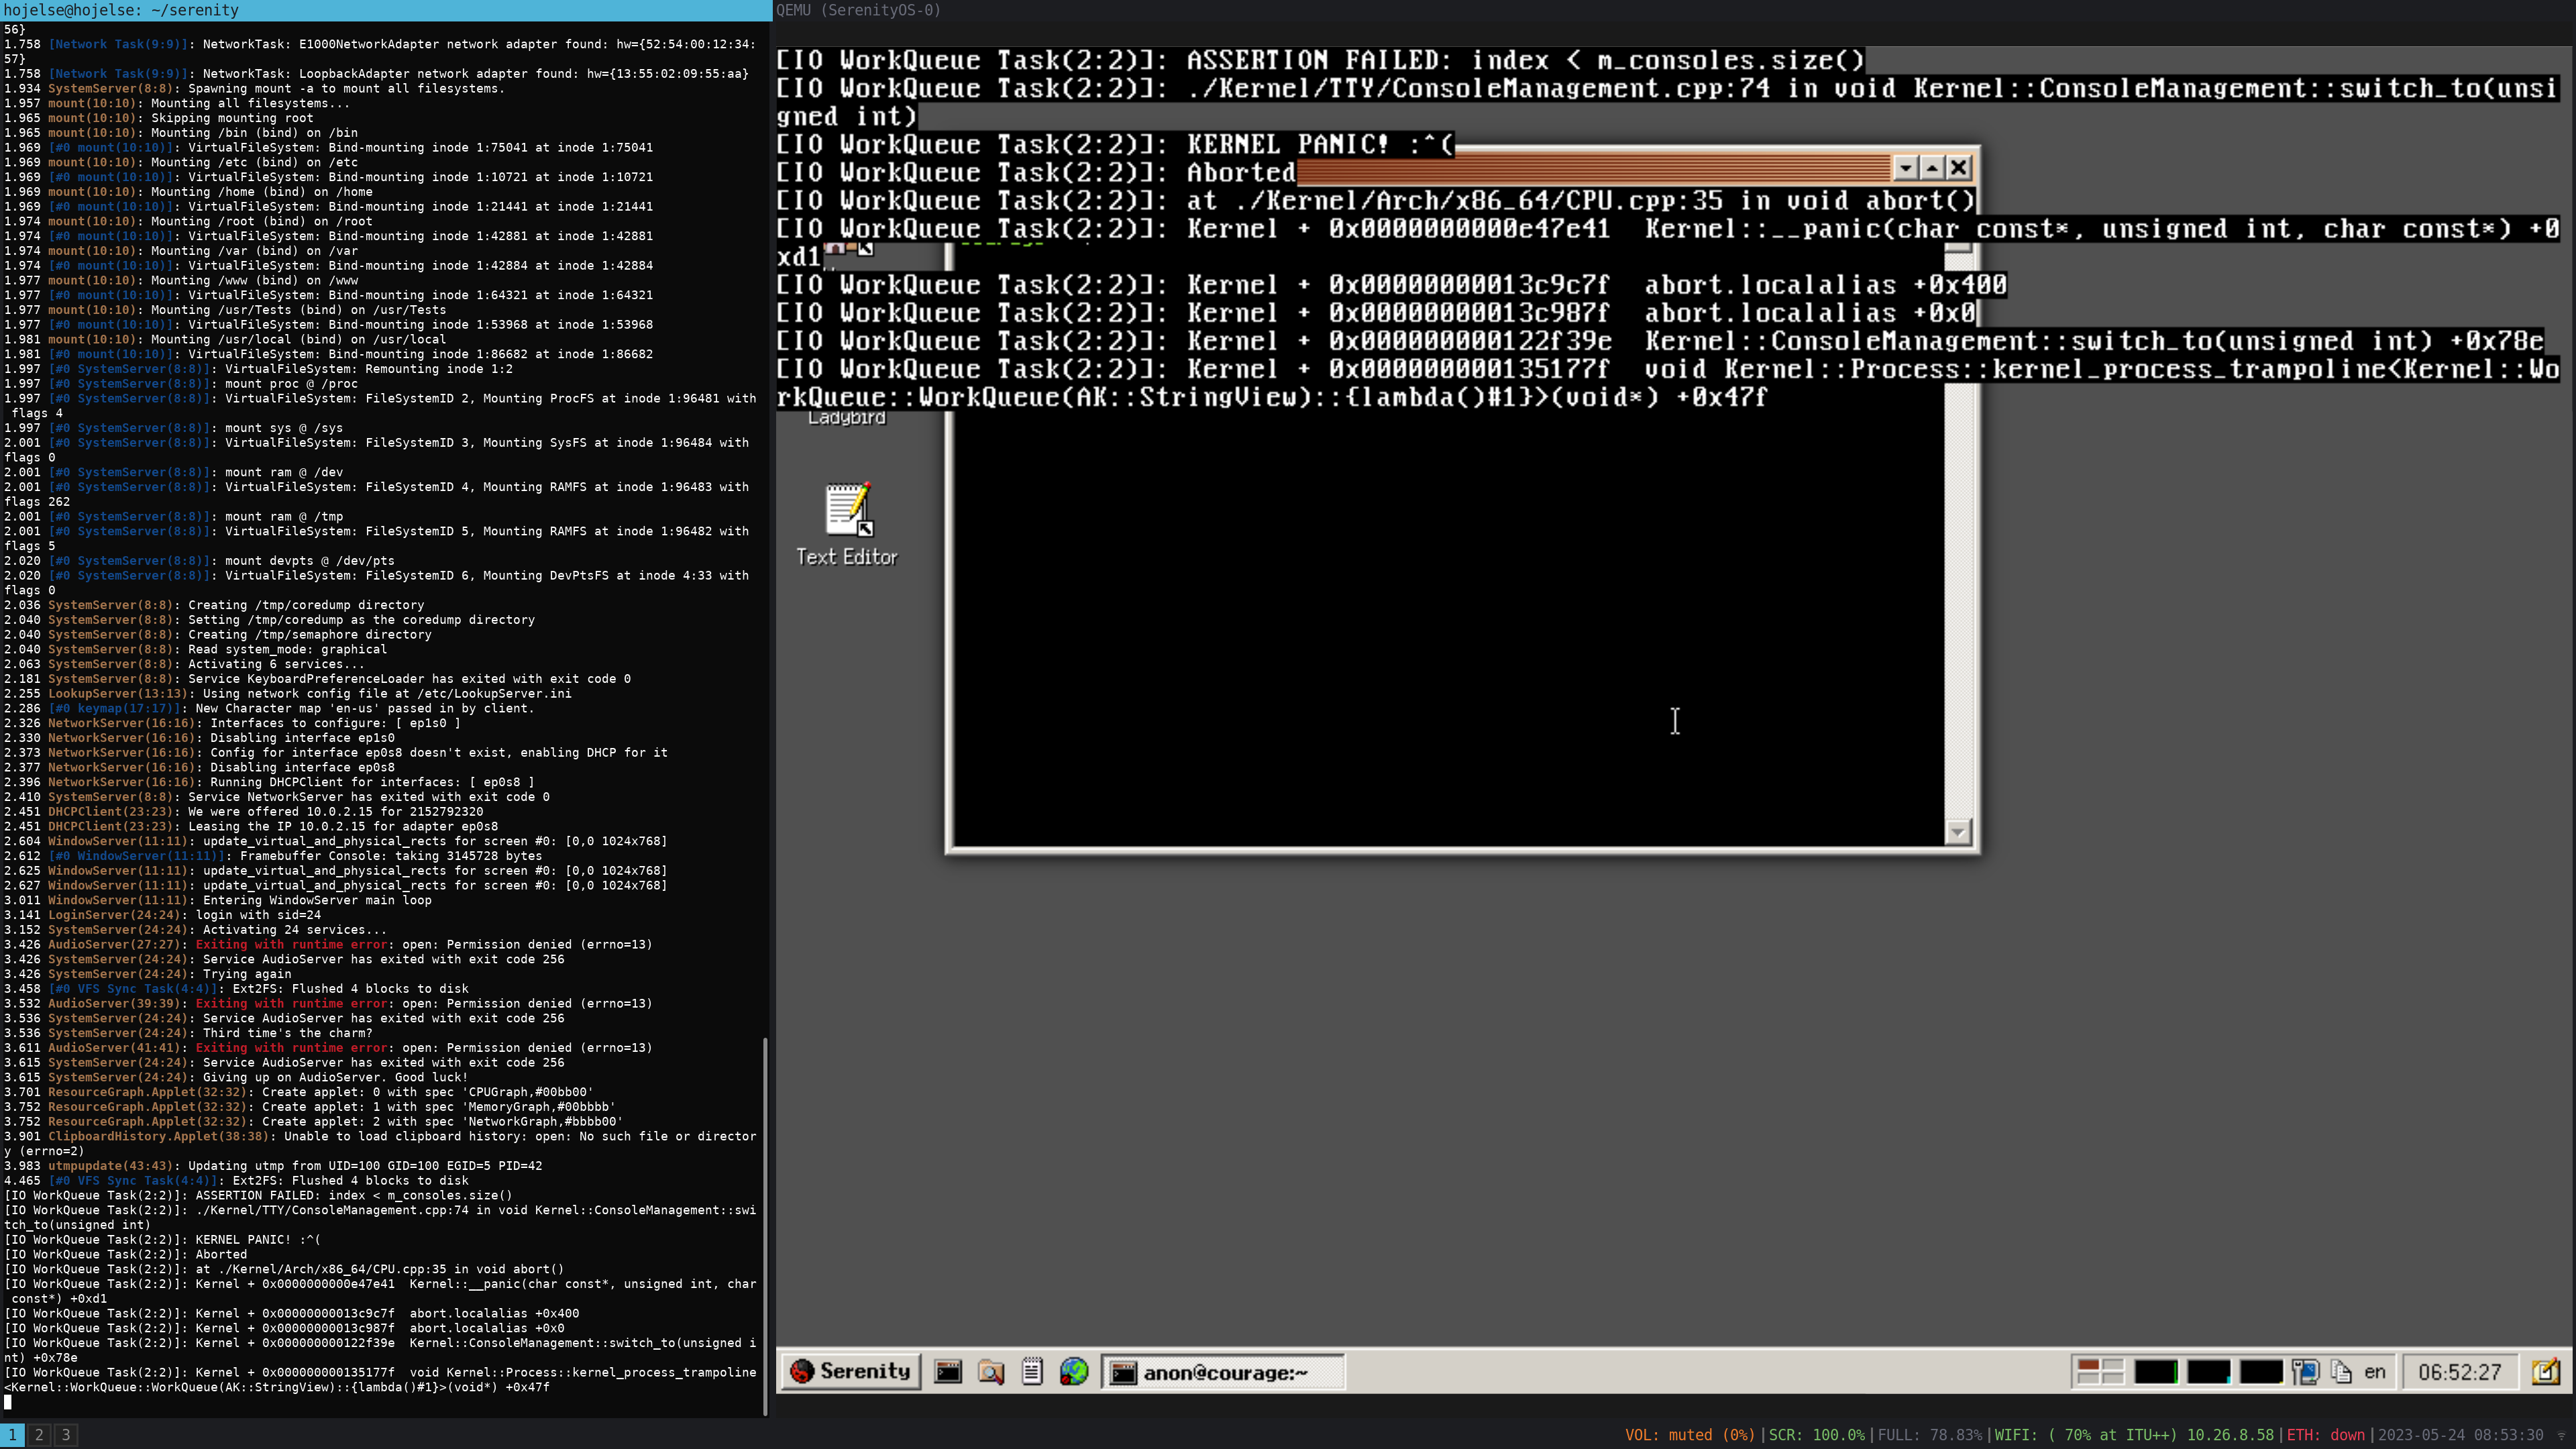 hojelse@hojelse: ~/serenity
56}
1.758 [Network Task(9:9)]: NetworkTask: E1000NetworkAdapter network adapter found: hw={52:54:00:12:34:
57}
1.758 [Network Task(9:9)]: NetworkTask: LoopbackAdapter network adapter found: hw={13:55:02:09:55:aa}
1.934 SystemServer(8:8): Spawning mount -a to mount all filesystems.
1.957 mount(10:10): Mounting all filesystems...
1.965 mount(10:10): Skipping mounting root
1.965 mount(10:10): Mounting /bin (bind) on /bin
1.969 [#0 mount(10:10)]: VirtualFileSystem: Bind-mounting inode 1:75041 at inode 1:75041
1.969 mount(10:10): Mounting /etc (bind) on /etc
1.969 [#0 mount(10:10)]: VirtualFileSystem: Bind-mounting inode 1:10721 at inode 1:10721
1.969 mount(10:10): Mounting /home (bind) on /home
1.969 [#0 mount(10:10)]: VirtualFileSystem: Bind-mounting inode 1:21441 at inode 1:21441
1.974 mount(10:10): Mounting /root (bind) on /root
1.974 [#0 mount(10:10)]: VirtualFileSystem: Bind-mounting inode 1:42881 at inode 1:42881
1.974 mount(10:10): Mounting /var (bind) on /var
1.974 [#0 mount(10:10)]: VirtualFileSystem: Bind-mounting inode 1:42884 at inode 1:42884
1.977 mount(10:10): Mounting /www (bind) on /www
1.977 [#0 mount(10:10)]: VirtualFileSystem: Bind-mounting inode 1:64321 at inode 1:64321
1.977 mount(10:10): Mounting /usr/Tests (bind) on /usr/Tests
1.977 [#0 mount(10:10)]: VirtualFileSystem: Bind-mounting inode 1:53968 at inode 1:53968
1.981 mount(10:10): Mounting /usr/local (bind) on /usr/local
1.981 [#0 mount(10:10)]: VirtualFileSystem: Bind-mounting inode 1:86682 at inode 1:86682
1.997 [#0 SystemServer(8:8)]: VirtualFileSystem: Remounting inode 1:2
1.997 [#0 SystemServer(8:8)]: mount proc @ /proc
1.997 [#0 SystemServer(8:8)]: VirtualFileSystem: FileSystemID 2, Mounting ProcFS at inode 1:96481 with
flags 4
1.997 [#0 SystemServer(8:8)]: mount sys @ /sys
2.001 [#0 SystemServer(8:8)]: VirtualFileSystem: FileSystemID 3, Mounting SysFS at inode 1:96484 with
flags 0
2.001 [#0 SystemServer(8:8)]: mount ram @ /dev
2.001 [#0 SystemServer(8:8)]: VirtualFileSystem: FileSystemID 4, Mounting RAMFS at inode 1:96483 with
flags 262
2.001 [#0 SystemServer(8:8)]: mount ram @ /tmp
2.001 [#0 SystemServer(8:8)]: VirtualFileSystem: FileSystemID 5, Mounting RAMFS at inode 1:96482 with
flags 5
2.020 [#0 SystemServer(8:8)]: mount devpts @ /dev/pts
2.020 [#0 SystemServer(8:8)]: VirtualFileSystem: FileSystemID 6, Mounting DevPtsFS at inode 4:33 with
flags 0
2.036 SystemServer(8:8): Creating /tmp/coredump directory
2.040 SystemServer(8:8): Setting /tmp/coredump as the coredump directory
2.040 SystemServer(8:8): Creating /tmp/semaphore directory
2.040 SystemServer(8:8): Read system_mode: graphical
2.063 SystemServer(8:8): Activating 6 services...
2.181 SystemServer(8:8): Service KeyboardPreferenceLoader has exited with exit code 0
2.255 LookupServer(13:13): Using network config file at /etc/LookupServer.ini
2.286 [#0 keymap(17:17)]: New Character map 'en-us' passed in by client.
2.326 NetworkServer(16:16): Interfaces to configure: [ ep1s0 ]
2.330 NetworkServer(16:16): Disabling interface ep1s0
2.373 NetworkServer(16:16): Config for interface ep0s8 doesn't exist, enabling DHCP for it
2.377 NetworkServer(16:16): Disabling interface ep0s8
2.396 NetworkServer(16:16): Running DHCPClient for interfaces: [ ep0s8 ]
2.410 SystemServer(8:8): Service NetworkServer has exited with exit code 0
2.451 DHCPClient(23:23): We were offered 10.0.2.15 for 2152792320
2.451 DHCPClient(23:23): Leasing the IP 10.0.2.15 for adapter ep0s8
2.604 WindowServer(11:11): update_virtual_and_physical_rects for screen #0: [0,0 1024x768]
2.612 [#0 WindowServer(11:11)]: Framebuffer Console: taking 3145728 bytes
2.625 WindowServer(11:11): update_virtual_and_physical_rects for screen #0: [0,0 1024x768]
2.627 WindowServer(11:11): update_virtual_and_physical_rects for screen #0: [0,0 1024x768]
3.011 WindowServer(11:11): Entering WindowServer main loop
3.141 LoginServer(24:24): login with sid=24
3.152 SystemServer(24:24): Activating 24 services...
3.426 AudioServer(27:27): Exiting with runtime error: open: Permission denied (errno=13)
3.426 SystemServer(24:24): Service AudioServer has exited with exit code 256
3.426 SystemServer(24:24): Trying again
3.458 [#0 VFS Sync Task(4:4)]: Ext2FS: Flushed 4 blocks to disk
3.532 AudioServer(39:39): Exiting with runtime error: open: Permission denied (errno=13)
3.536 SystemServer(24:24): Service AudioServer has exited with exit code 256
3.536 SystemServer(24:24): Third time's the charm?
3.611 AudioServer(41:41): Exiting with runtime error: open: Permission denied (errno=13)
3.615 SystemServer(24:24): Service AudioServer has exited with exit code 256
3.615 SystemServer(24:24): Giving up on AudioServer. Good luck!
3.701 ResourceGraph.Applet(32:32): Create applet: 0 with spec 'CPUGraph,#00bb00'
3.752 ResourceGraph.Applet(32:32): Create applet: 1 with spec 'MemoryGraph,#00bbbb'
3.752 ResourceGraph.Applet(32:32): Create applet: 2 with spec 'NetworkGraph,#bbbb00'
3.901 ClipboardHistory.Applet(38:38): Unable to load clipboard history: open: No such file or director
y (errno=2)
3.983 utmpupdate(43:43): Updating utmp from UID=100 GID=100 EGID=5 PID=42
4.465 [#0 VFS Sync Task(4:4)]: Ext2FS: Flushed 4 blocks to disk
[IO WorkQueue Task(2:2)]: ASSERTION FAILED: index < m_consoles.size()
[IO WorkQueue Task(2:2)]: ./Kernel/TTY/ConsoleManagement.cpp:74 in void Kernel::ConsoleManagement::swi
tch_to(unsigned int)
[IO WorkQueue Task(2:2)]: KERNEL PANIC! :^(
[IO WorkQueue Task(2:2)]: Aborted
[IO WorkQueue Task(2:2)]: at ./Kernel/Arch/x86_64/CPU.cpp:35 in void abort()
[IO WorkQueue Task(2:2)]: Kernel + 0x0000000000e47e41  Kernel::__panic(char const*, unsigned int, char
const*) +0xd1
[IO WorkQueue Task(2:2)]: Kernel + 0x00000000013c9c7f  abort.localalias +0x400
[IO WorkQueue Task(2:2)]: Kernel + 0x00000000013c987f  abort.localalias +0x0
[IO WorkQueue Task(2:2)]: Kernel + 0x000000000122f39e  Kernel::ConsoleManagement::switch_to(unsigned i
nt) +0x78e
[IO WorkQueue Task(2:2)]: Kernel + 0x000000000135177f  void Kernel::Process::kernel_process_trampoline
<Kernel::WorkQueue::WorkQueue(AK::StringView)::{lambda()#1}>(void*) +0x47f
QEMU (SerenityOS-0)
[IO WorkQueue Task(2:2)]: ASSERTION FAILED: index < m_consoles.size()
[IO WorkQueue Task(2:2)]: ./Kernel/TTY/ConsoleManagement.cpp:74 in void Kernel::ConsoleManagement::switch_to(unsi
gned int)
[IO WorkQueue Task(2:2)]: KERNEL PANIC! :^(
[IO WorkQueue Task(2:2)]: Aborted
[IO WorkQueue Task(2:2)]: at ./Kernel/Arch/x86_64/CPU.cpp:35 in void abort()
[IO WorkQueue Task(2:2)]: Kernel + 0x0000000000e47e41  Kernel::__panic(char const*, unsigned int, char const*) +0
xd1
[IO WorkQueue Task(2:2)]: Kernel + 0x00000000013c9c7f  abort.localalias +0x400
[IO WorkQueue Task(2:2)]: Kernel + 0x00000000013c987f  abort.localalias +0x0
[IO WorkQueue Task(2:2)]: Kernel + 0x000000000122f39e  Kernel::ConsoleManagement::switch_to(unsigned int) +0x78e
[IO WorkQueue Task(2:2)]: Kernel + 0x000000000135177f  void Kernel::Process::kernel_process_trampoline<Kernel::Wo
rkQueue::WorkQueue(AK::StringView)::{lambda()#1}>(void*) +0x47f
Ladybird
Text Editor
Serenity
anon@courage:~
en
06:52:27
1 2 3
VOL: muted (0%)|SCR: 100.0%|FULL: 78.83%|WIFI: ( 70% at ITU++) 10.26.8.58|ETH: down|2023-05-24 08:53:30